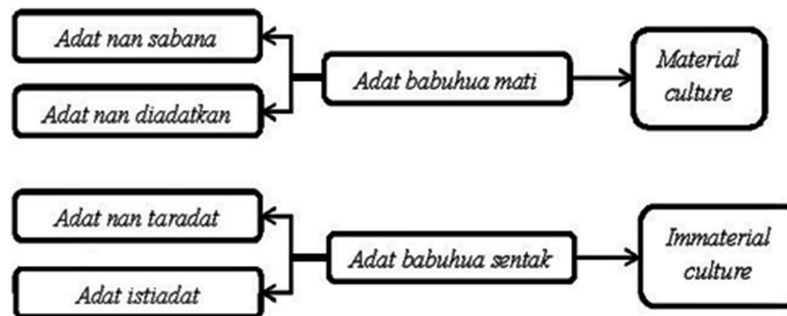 Adat nan sabana
Adat nan diadatkan
Adat babuhua mati
Material
culture
Adat nan taradat
Adat istiadat
Adat babuhua sentak
Immaterial
culture